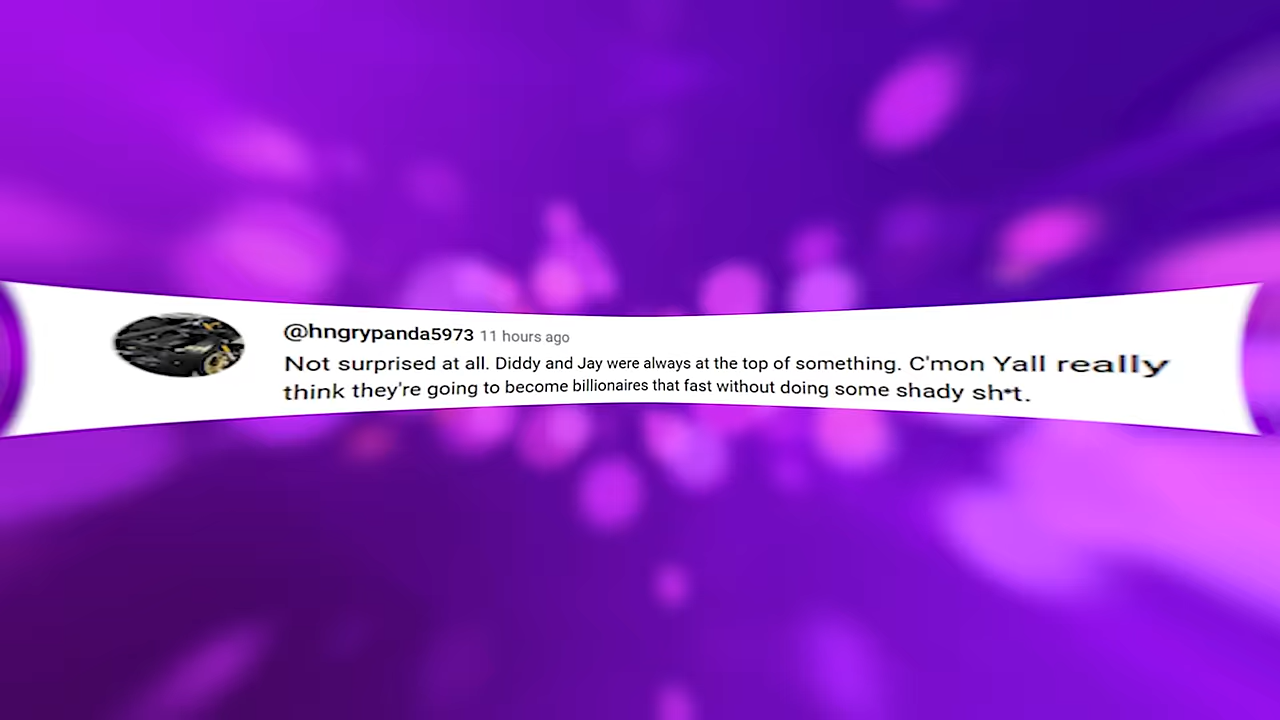 @hngrypanda5973 11 hours ago
Not surprised at all. Diddy and Jay were always at the top of something. C'mon Yall really
think they're going to become billionaires that fast without doing some shady sh*t.